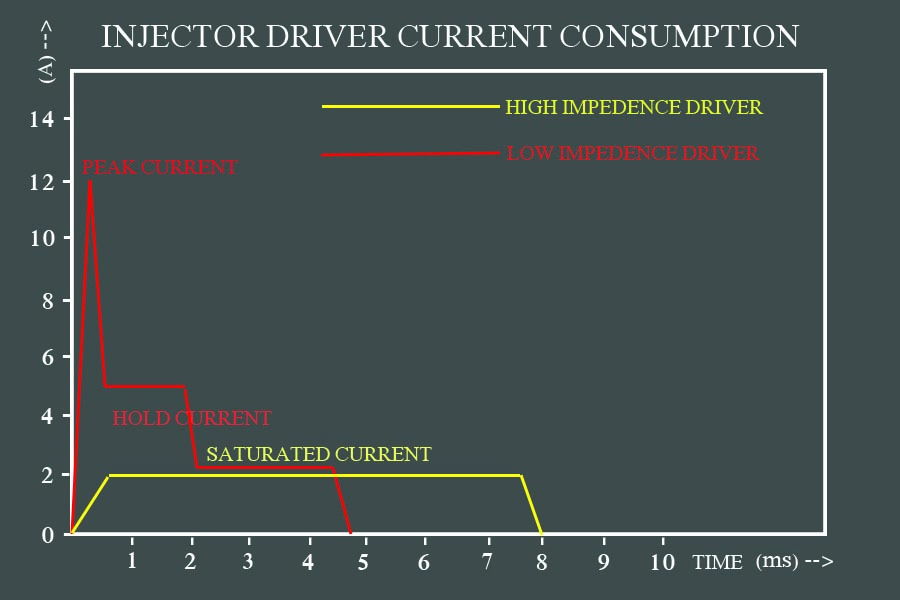 INJECTOR DRIVER CURRENT CONSUMPTION
(A) -->
HIGH IMPEDENCE DRIVER
LOW IMPEDENCE DRIVER
14
PEAK CURRENT
12
10
8
6
4
HOLD CURRENT
SATURATED CURRENT
2
0
1 2 3 4 5 6 7 8 9 10 TIME (ms) -->